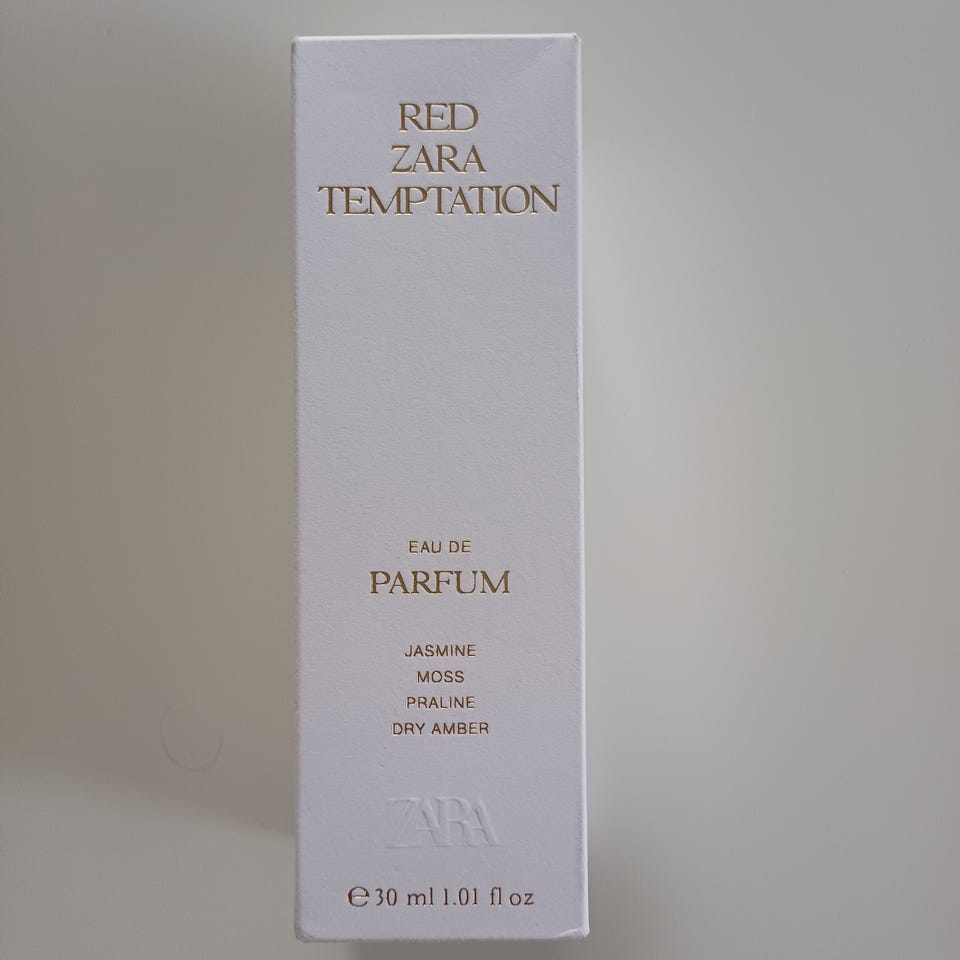 RED
ZARA
TEMPTATION
EAU DE
PARFUM
JASMINE
MOSS
PRALINE
DRY AMBER
ZARA
℮30 ml 1.01 fl oz